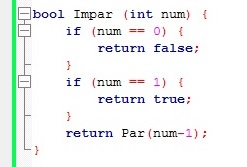 bool Impar (int num) {
if (num == 0) {
return false;
}
if (num == 1) {
return true;
}
return Par(num-1);
}